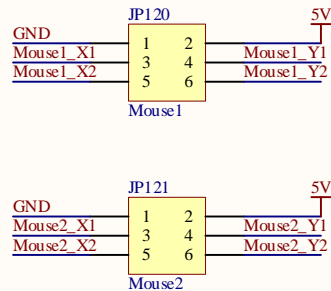 JP120
5V
GND
1 2
Mouse1_X1 3 4 Mouse1_Y1
Mouse1_X2 5 6 Mouse1_Y2
Mouse1
JP121
5V
GND
1 2
Mouse2_X1 3 4 Mouse2_Y1
Mouse2_X2 5 6 Mouse2_Y2
Mouse2